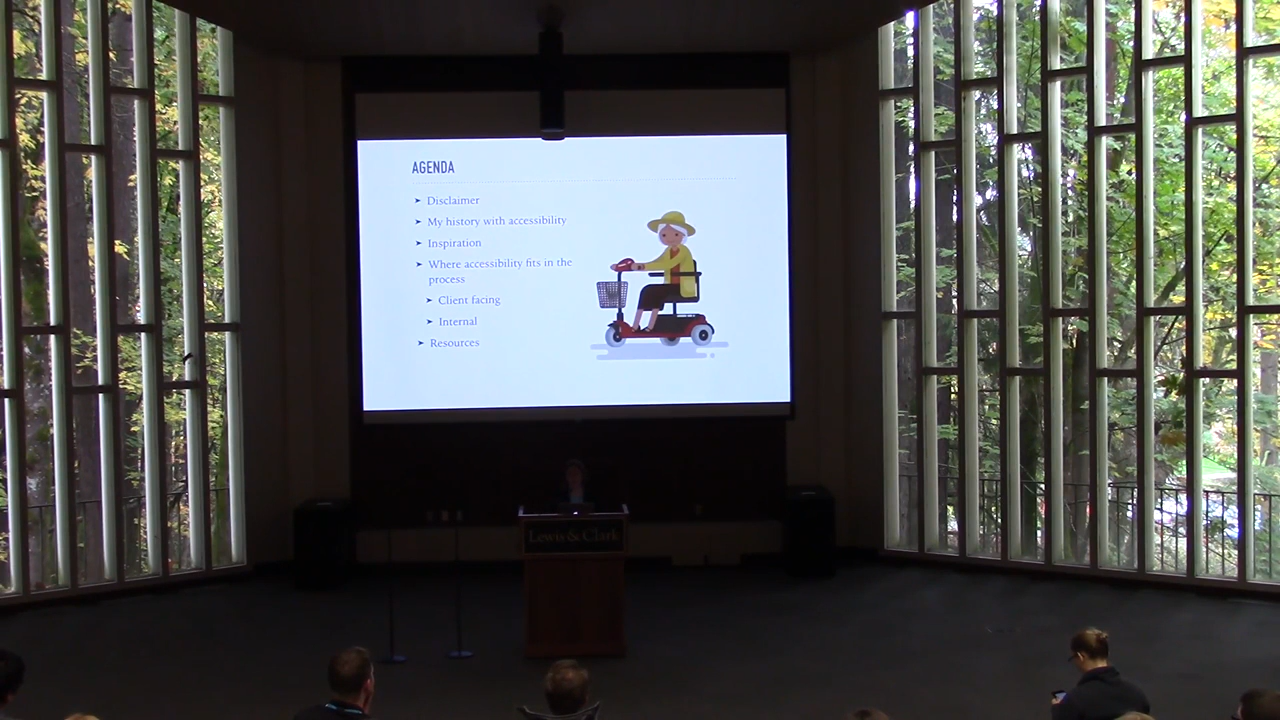 AGENDA
➤ Disclaimer
➤ My history with accessibility
➤ Inspiration
➤ Where accessibility fits in the
process
➤ Client facing
➤ Internal
➤ Resources
Lewis & Clark